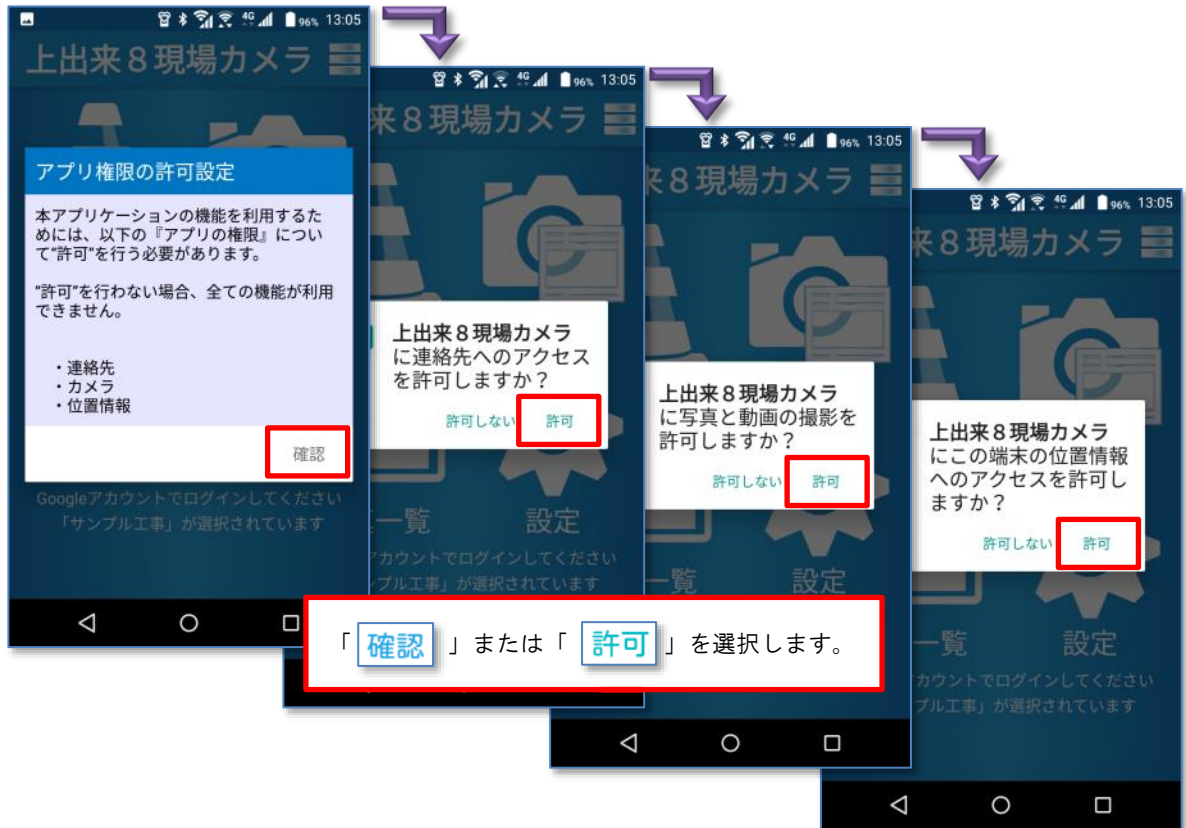 96% 13:05
上出来８現場カメラ
アプリ権限の許可設定
本アプリケーションの機能を利用するた
めには、以下の『アプリの権限』につい
て"許可"を行う必要があります。
"許可"を行わない場合、全ての機能が利用
できません。
・連絡先
・カメラ
・位置情報
確認
Googleアカウントでログインしてください
「サンプル工事」が選択されています
4G 96% 13:05
来８現場カメラ
上出来８現場カメラ
に連絡先へのアクセス
を許可しますか？
許可しない 許可
一覧 設定
アカウントでログインしてください
ンプル工事」が選択されています
4G 96% 13:05
来８現場カメラ
上出来８現場カメラ
に写真と動画の撮影を
許可しますか？
許可しない 許可
一覧 設定
4G 96% 13:05
来８現場カメラ
上出来８現場カメラ
にこの端末の位置情報
へのアクセスを許可し
ますか？
許可しない 許可
一覧 設定
カウントでログインしてください
プル工事」が選択されています
「 確認 」または「 許可 」を選択します。